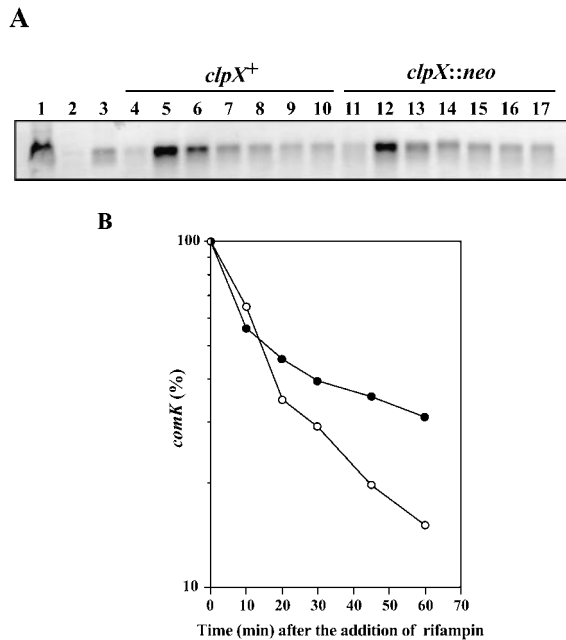 A
clpX+ clpX::neo
1 2 3 4 5 6 7 8 9 10 11 12 13 14 15 16 17
B
100
comK (%)
10
0 10 20 30 40 50 60 70
Time (min) after the addition of rifampin